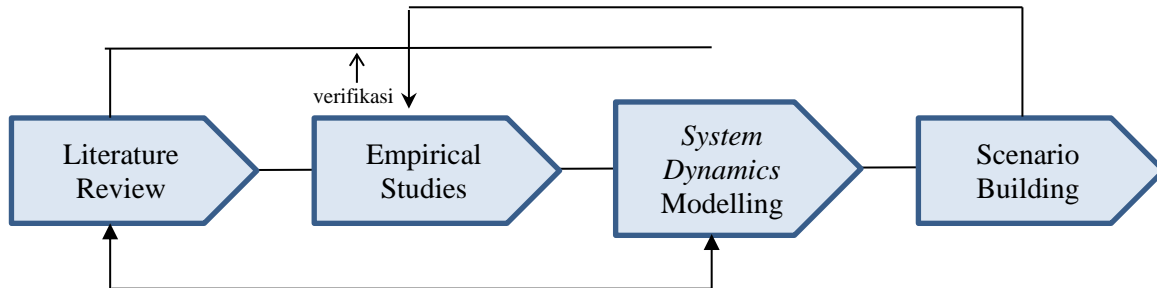 verifikasi
Literature
Review
Empirical
Studies
System
Dynamics
Modelling
Scenario
Building